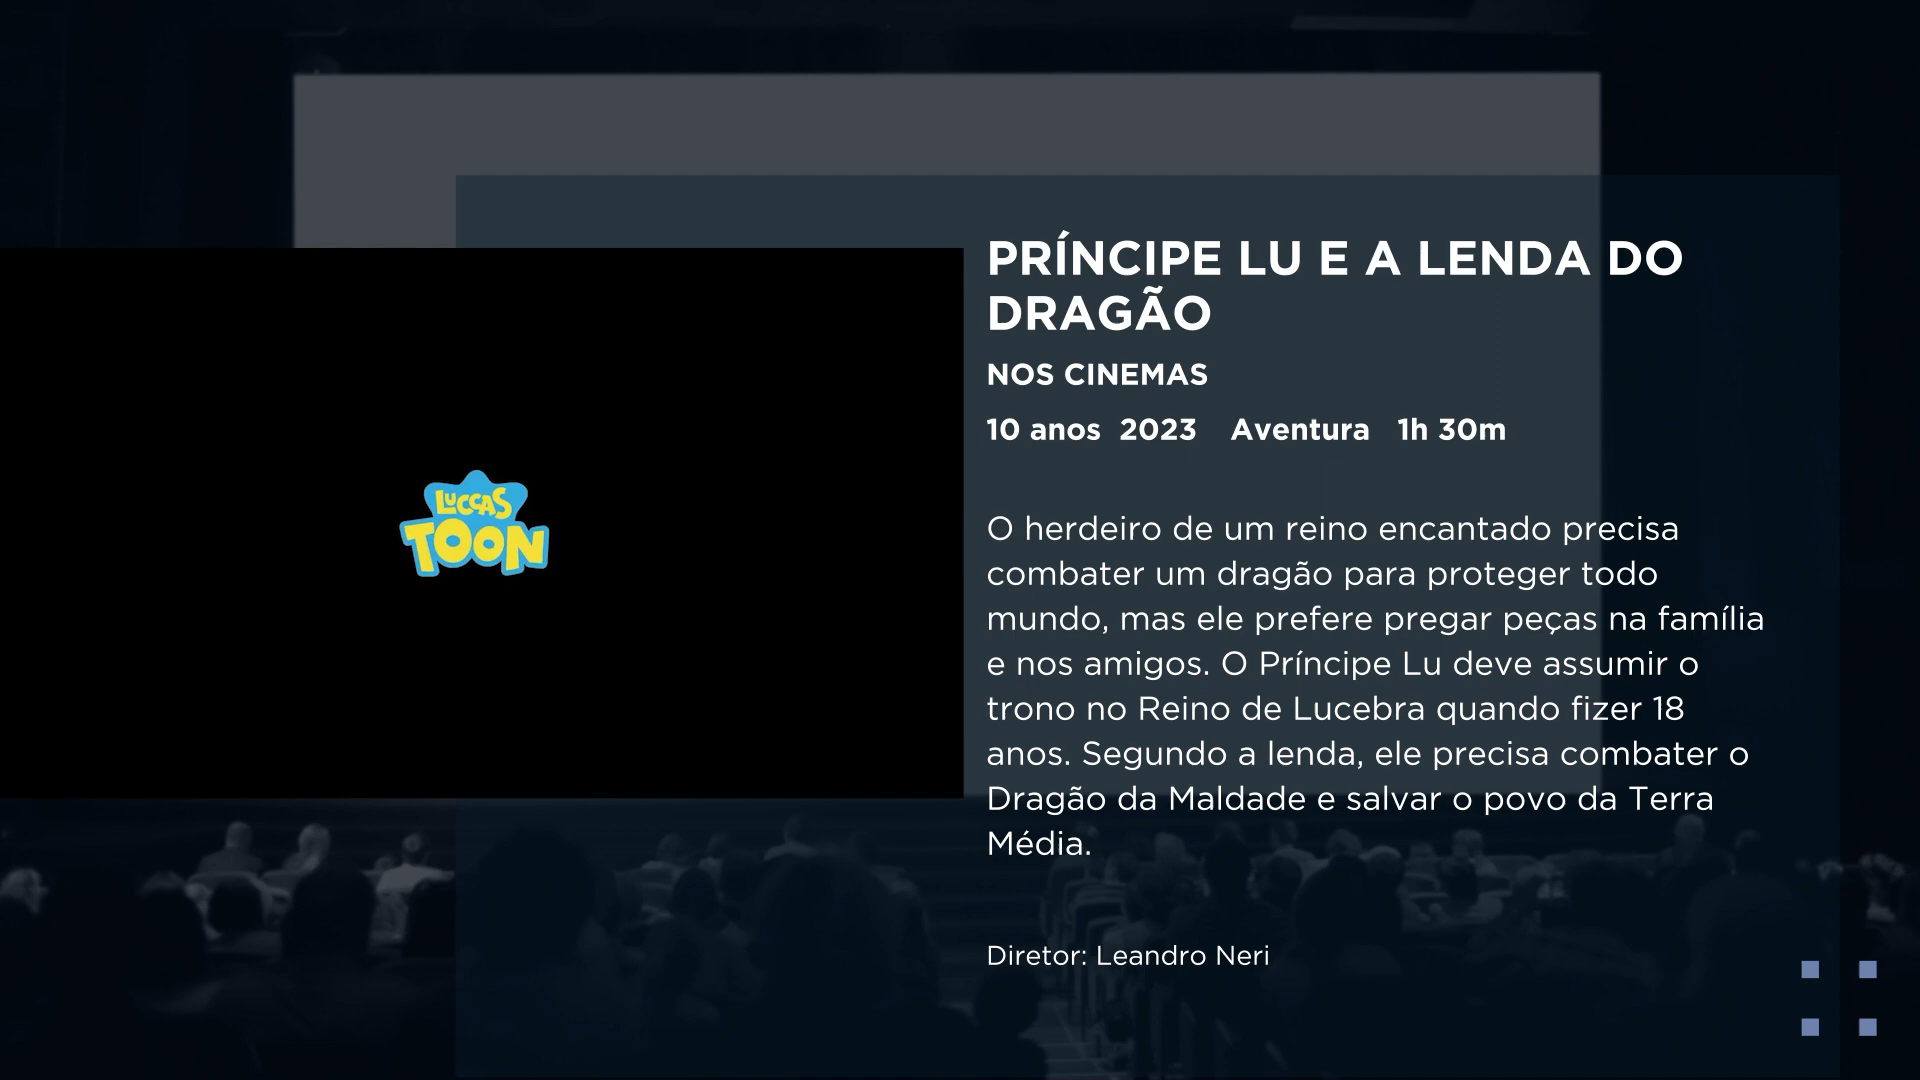 LUCCAS
TOON
PRÍNCIPE LU E A LENDA DO
DRAGÃO
NOS CINEMAS
10 anos 2023 Aventura 1h 30m
O herdeiro de um reino encantado precisa
combater um dragão para proteger todo
mundo, mas ele prefere pregar peças na família
e nos amigos. O Príncipe Lu deve assumir o
trono no Reino de Lucebra quando fizer 18
anos. Segundo a lenda, ele precisa combater o
Dragão da Maldade e salvar o povo da Terra
Média.
Diretor: Leandro Neri